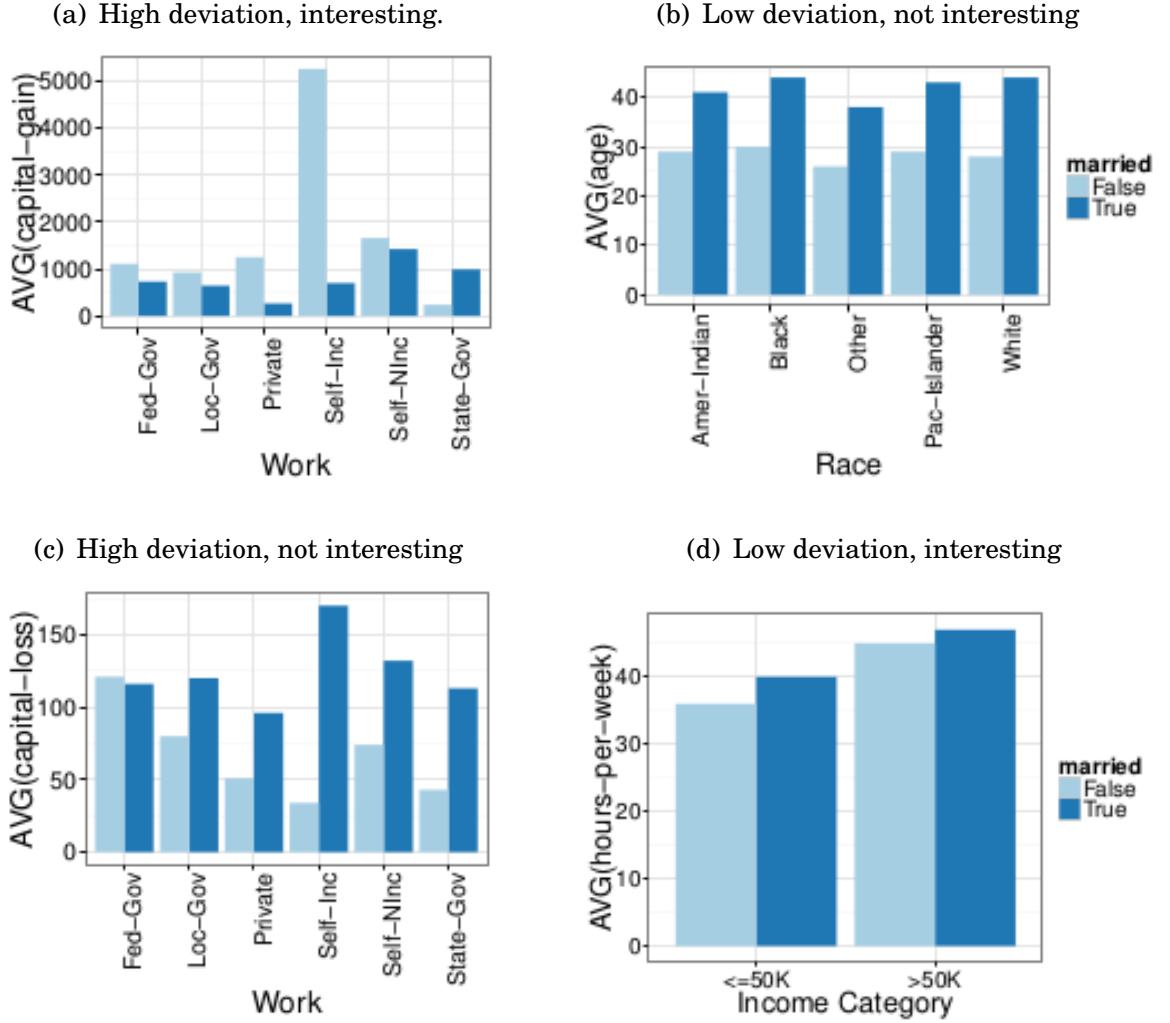 (a) High deviation, interesting.
AVG(capital−gain)
5000
4000
3000
2000
1000
0
Fed−Gov
Loc−Gov
Private
Self−Inc
Self−NInc
State−Gov
Work
(b) Low deviation, not interesting
AVG(age)
40
30
20
10
0
Amer−Indian
Black
Other
Pac−Islander
White
Race
married
False
True
(c) High deviation, not interesting
AVG(capital−loss)
150
100
50
0
Fed−Gov
Loc−Gov
Private
Self−Inc
Self−NInc
State−Gov
Work
(d) Low deviation, interesting
AVG(hours−per−week)
40
30
20
10
0
<=50K
>50K
Income Category
married
False
True